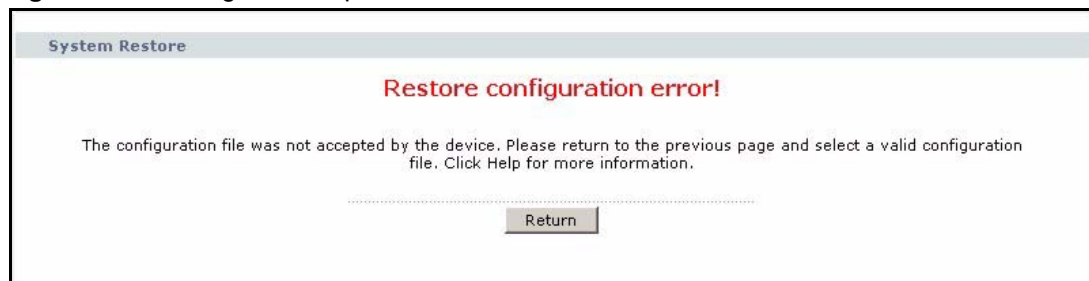 System Restore
Restore configuration error!
The configuration file was not accepted by the device. Please return to the previous page and select a valid configuration
file. Click Help for more information.
Return